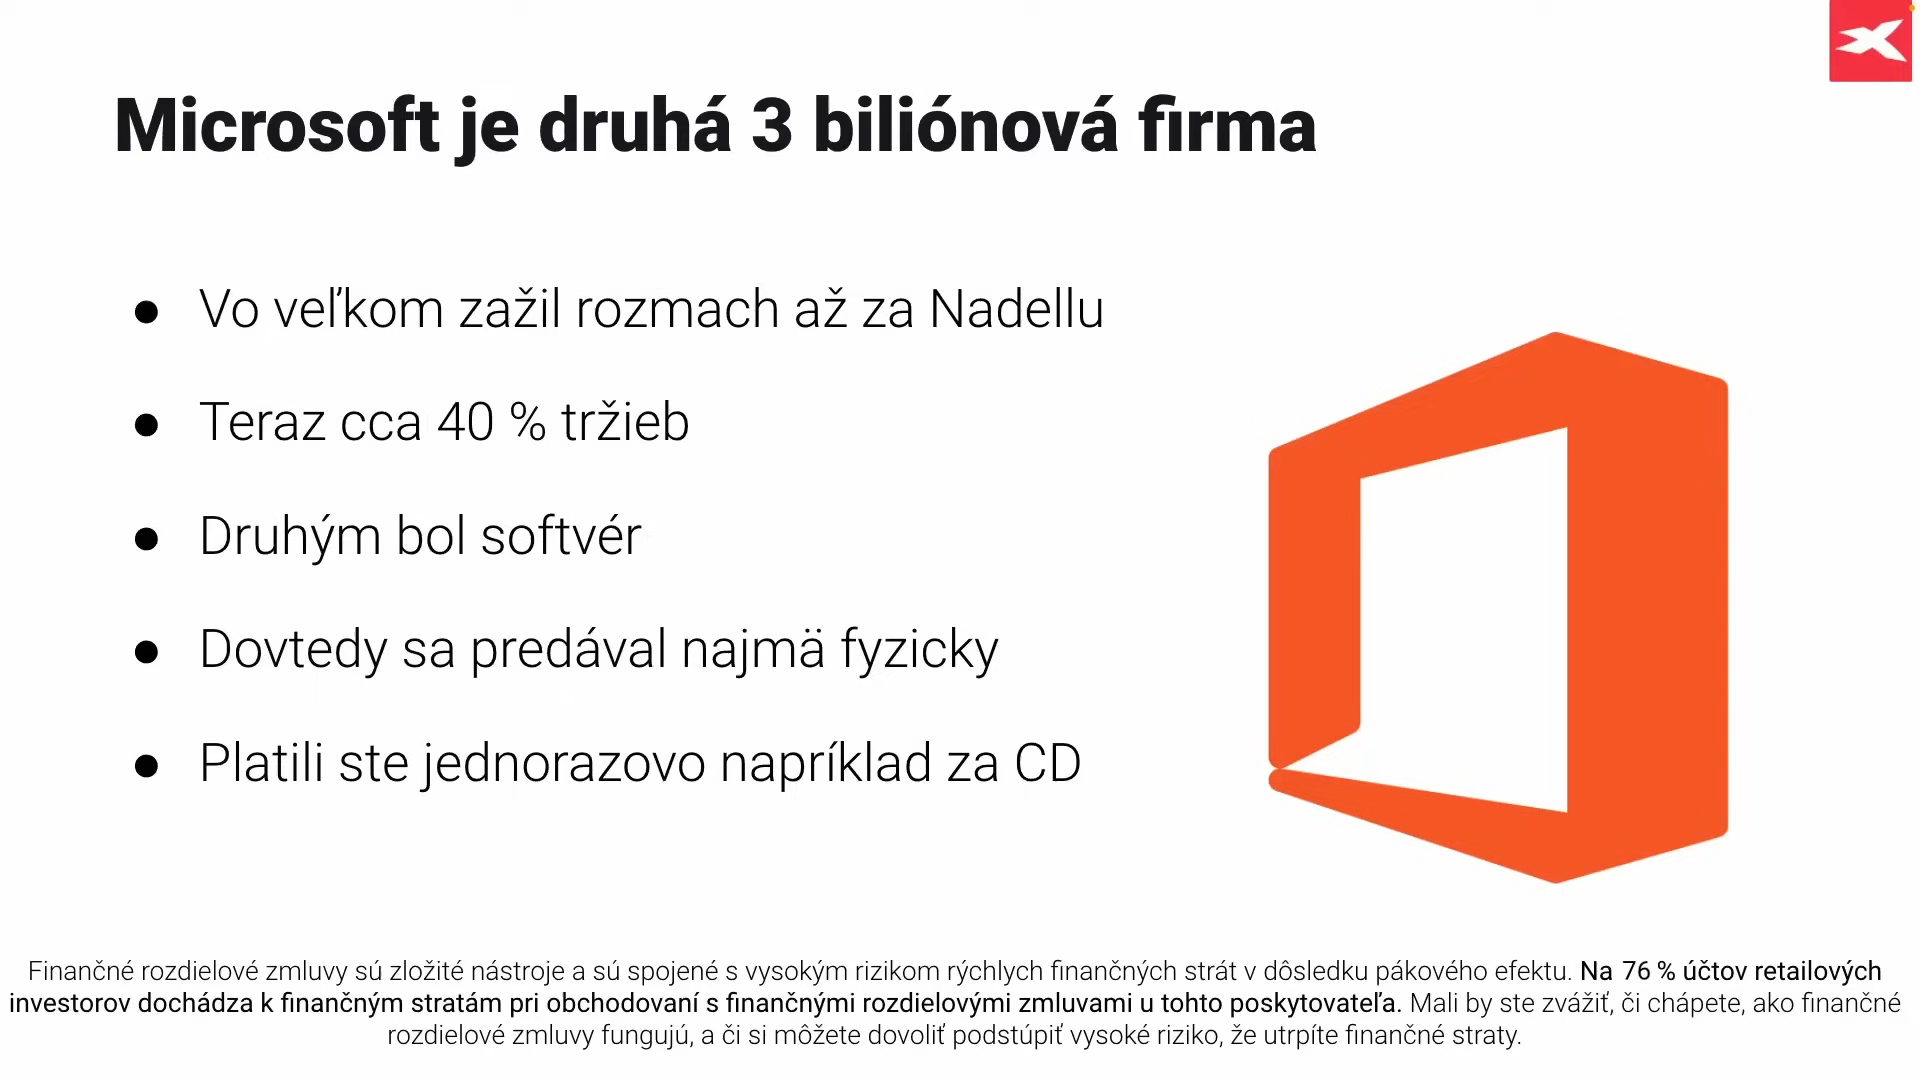 Microsoft je druhá 3 biliónová firma
● Vo veľkom zažil rozmach až za Nadellu
● Teraz cca 40 % tržieb
● Druhým bol softvér
● Dovtedy sa predával najmä fyzicky
● Platili ste jednorazovo napríklad za CD
Finančné rozdielové zmluvy sú zložité nástroje a sú spojené s vysokým rizikom rýchlych finančných strát v dôsledku pákového efektu. Na 76 % účtov retailových
investorov dochádza k finančným stratám pri obchodovaní s finančnými rozdielovými zmluvami u tohto poskytovateľa. Mali by ste zvážiť, či chápete, ako finančné
rozdielové zmluvy fungujú, a či si môžete dovoliť podstúpiť vysoké riziko, že utrpíte finančné straty.